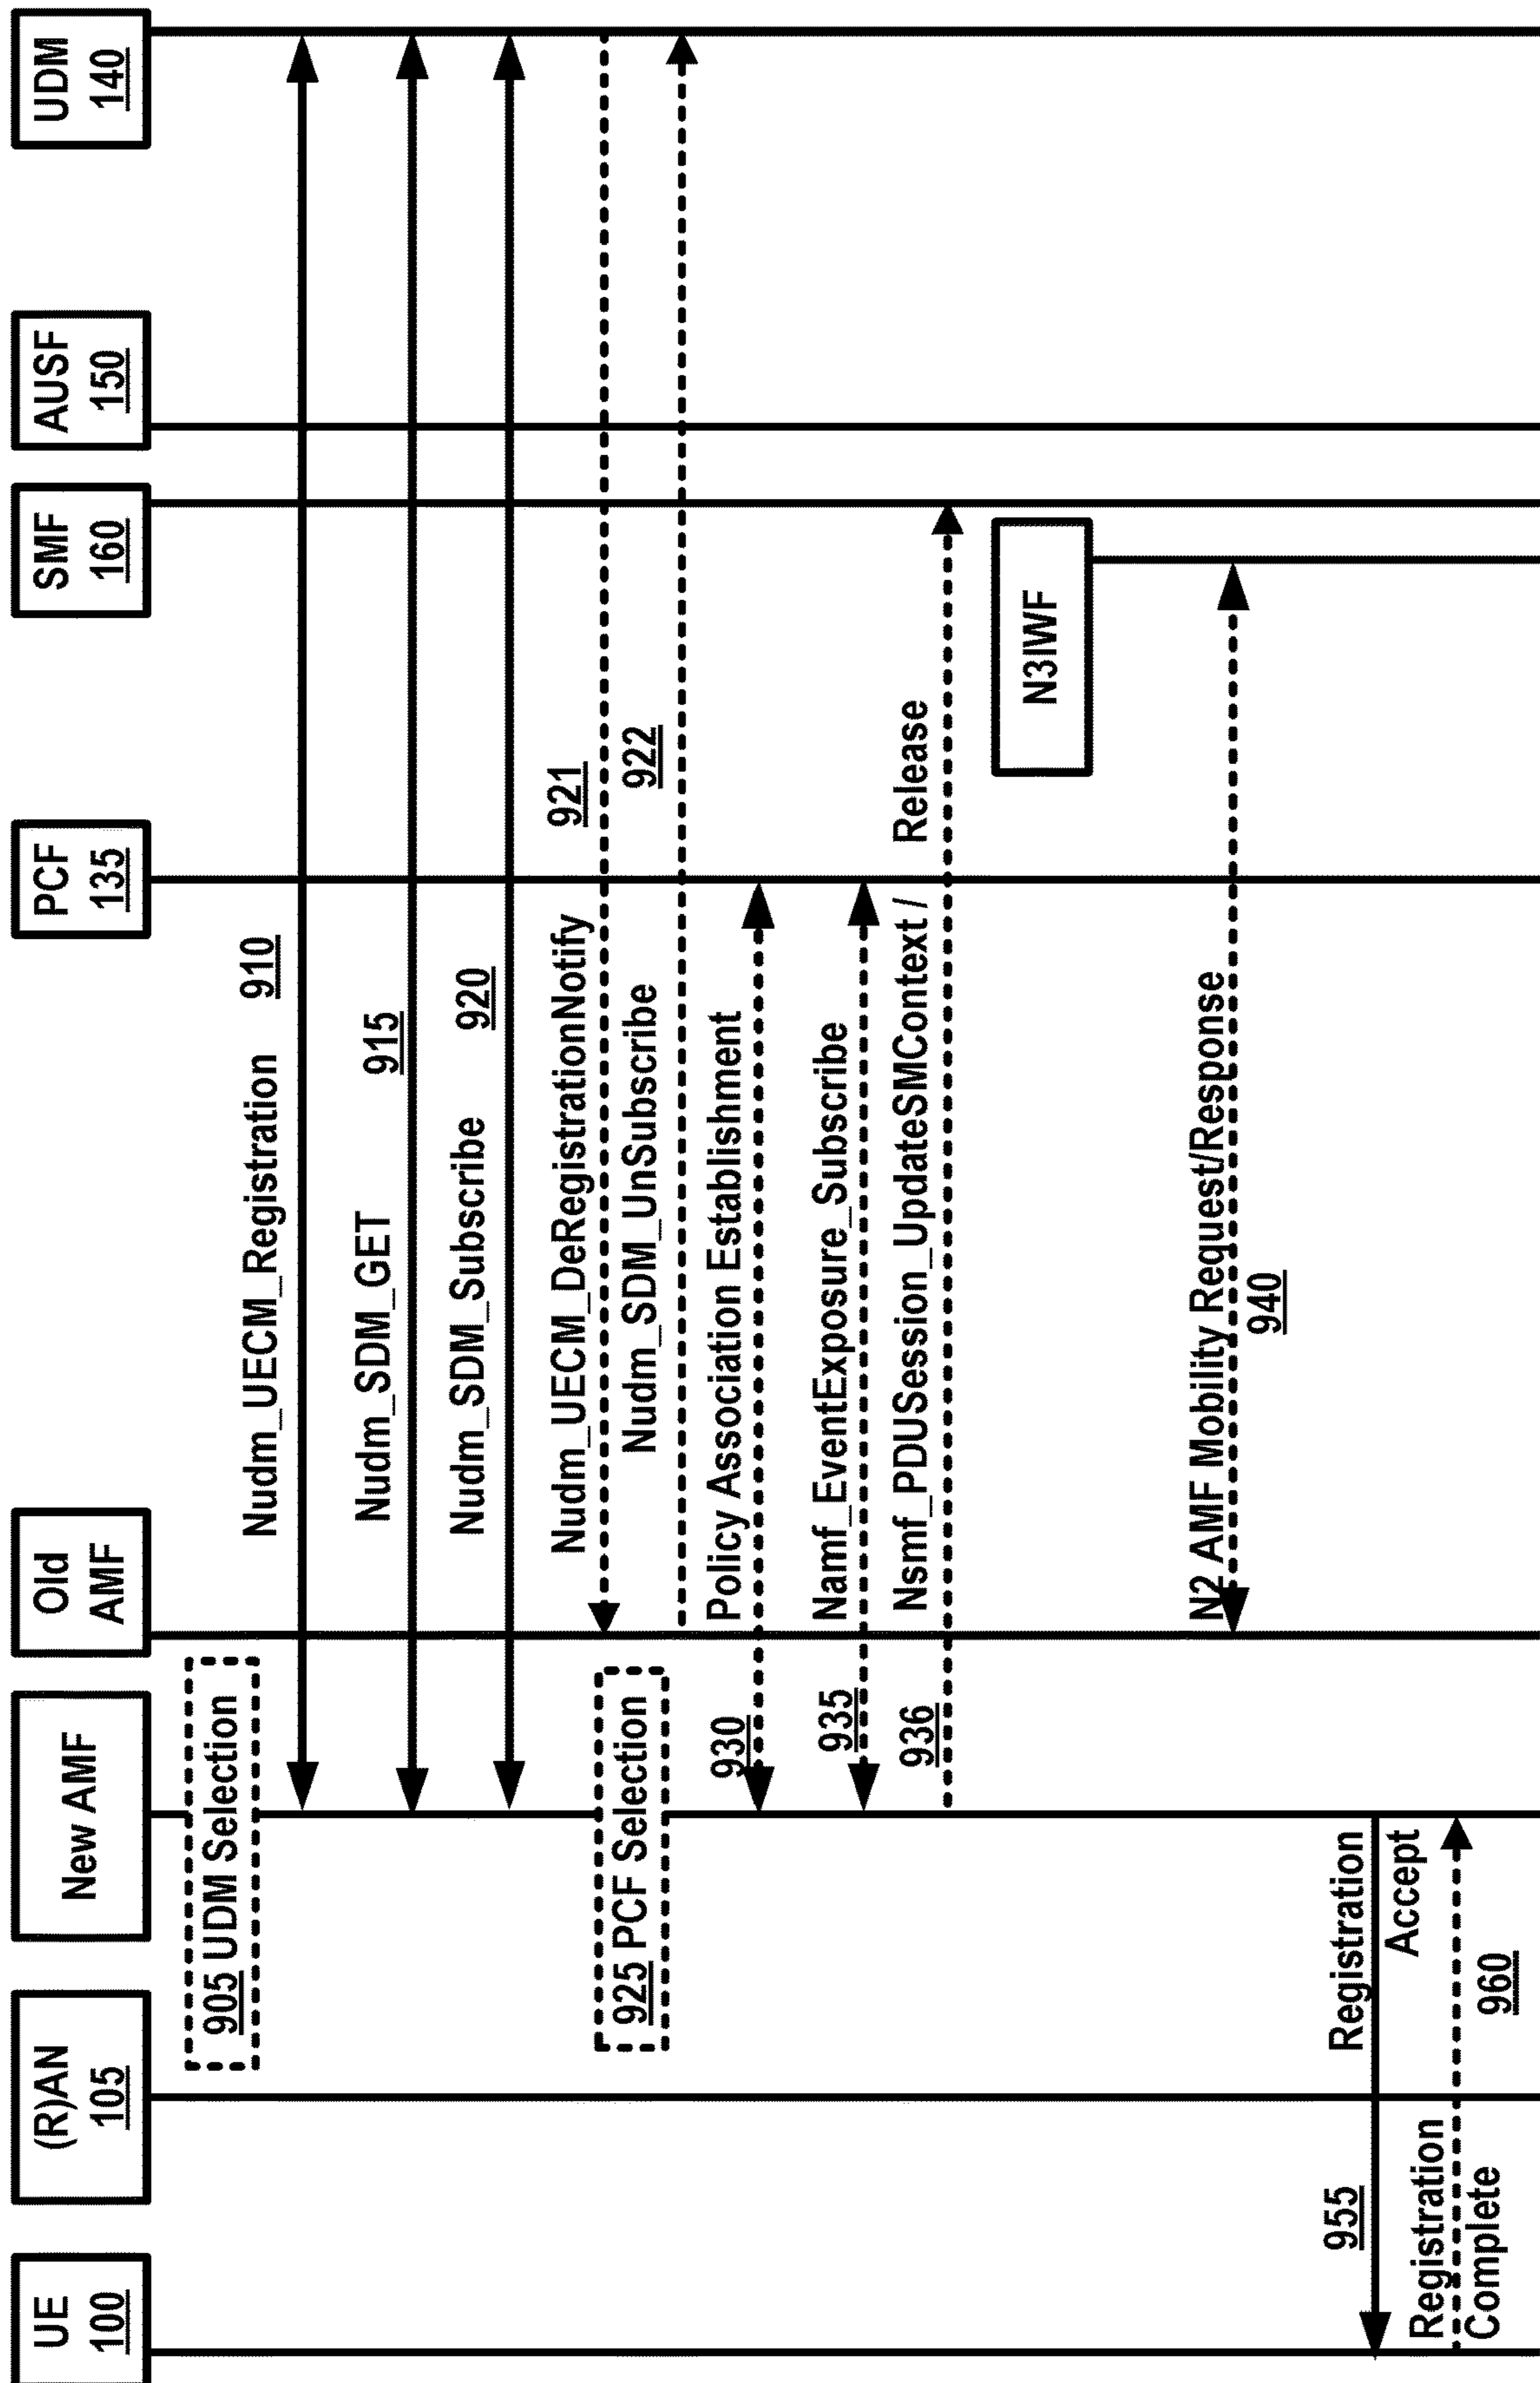 UE
100
(R)AN
105
New AMF
Old
AMF
PCF
135
SMF
160
AUSF
150
UDM
140
905 UDM Selection
Nudm_UECM_Registration 910
Nudm_SDM_GET 915
Nudm_SDM_Subscribe 920
Nudm_UECM_DeRegistrationNotify 921
Nudm_SDM_UnSubscribe 922
925 PCF Selection
Policy Association Establishment
930
Namf_EventExposure_Subscribe
935
Nsmf_PDUSession_UpdateSMContext / Release
936
N3IWF
N2 AMF Mobility Request/Response
940
955 Registration
Accept
Registration
Complete
960